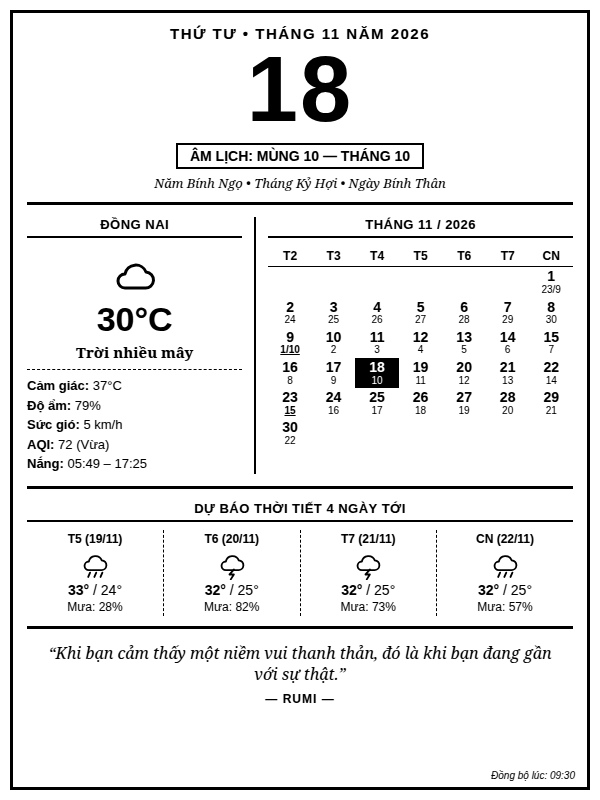 THỨ TƯ • THÁNG 11 NĂM 2026
18
ÂM LỊCH: MÙNG 10 — THÁNG 10
Năm Bính Ngọ • Tháng Kỷ Hợi • Ngày Bính Thân
ĐỒNG NAI
30°C
Trời nhiều mây
Cảm giác: 37°C
Độ ẩm: 79%
Sức gió: 5 km/h
AQI: 72 (Vừa)
Nắng: 05:49 – 17:25
THÁNG 11 / 2026
T2 T3 T4 T5 T6 T7 CN
1
23/9
2 3 4 5 6 7 8
24 25 26 27 28 29 30
9 10 11 12 13 14 15
1/10 2 3 4 5 6 7
16 17 18 19 20 21 22
8 9 10 11 12 13 14
23 24 25 26 27 28 29
15 16 17 18 19 20 21
30
22
DỰ BÁO THỜI TIẾT 4 NGÀY TỚI
T5 (19/11) T6 (20/11) T7 (21/11) CN (22/11)
33° / 24° 32° / 25° 32° / 25° 32° / 25°
Mưa: 28% Mưa: 82% Mưa: 73% Mưa: 57%
“Khi bạn cảm thấy một niềm vui thanh thản, đó là khi bạn đang gần
với sự thật.”
— RUMI —
Đồng bộ lúc: 09:30